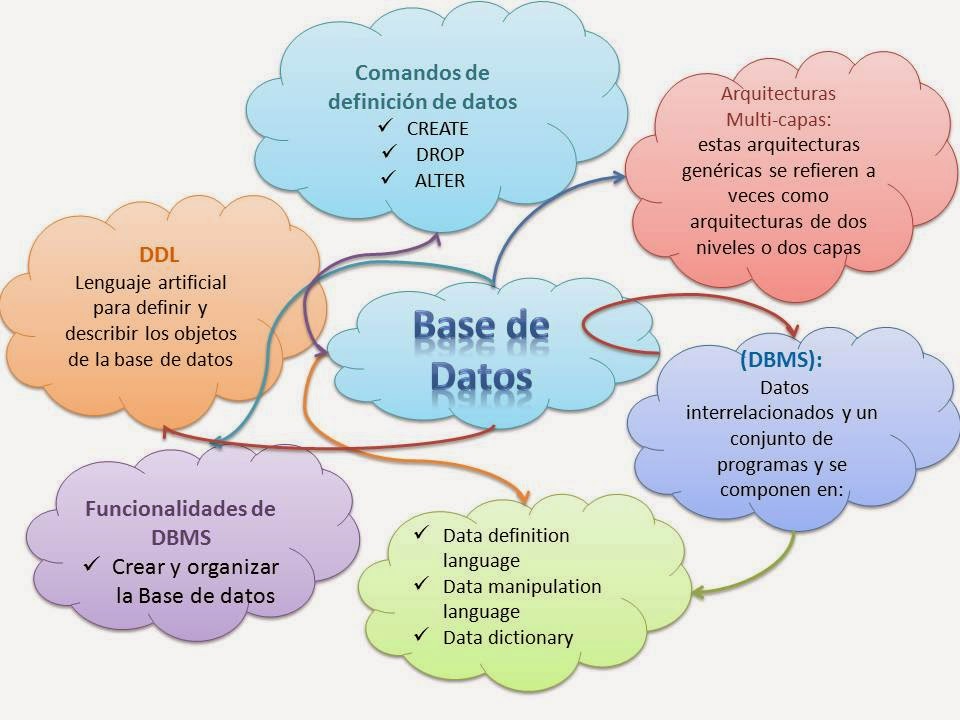 Comandos de
definición de datos
✓ CREATE
✓ DROP
✓ ALTER
Arquitecturas
Multi-capas:
estas arquitecturas
genéricas se refieren a
veces como
arquitecturas de dos
niveles o dos capas
DDL
Lenguaje artificial
para definir y
describir los objetos
de la base de datos
Base de
Datos
(DBMS):
Datos
interrelacionados y un
conjunto de
programas y se
componen en:
Funcionalidades de
DBMS
✓ Crear y organizar
la Base de datos
✓ Data definition
language
✓ Data manipulation
language
✓ Data dictionary